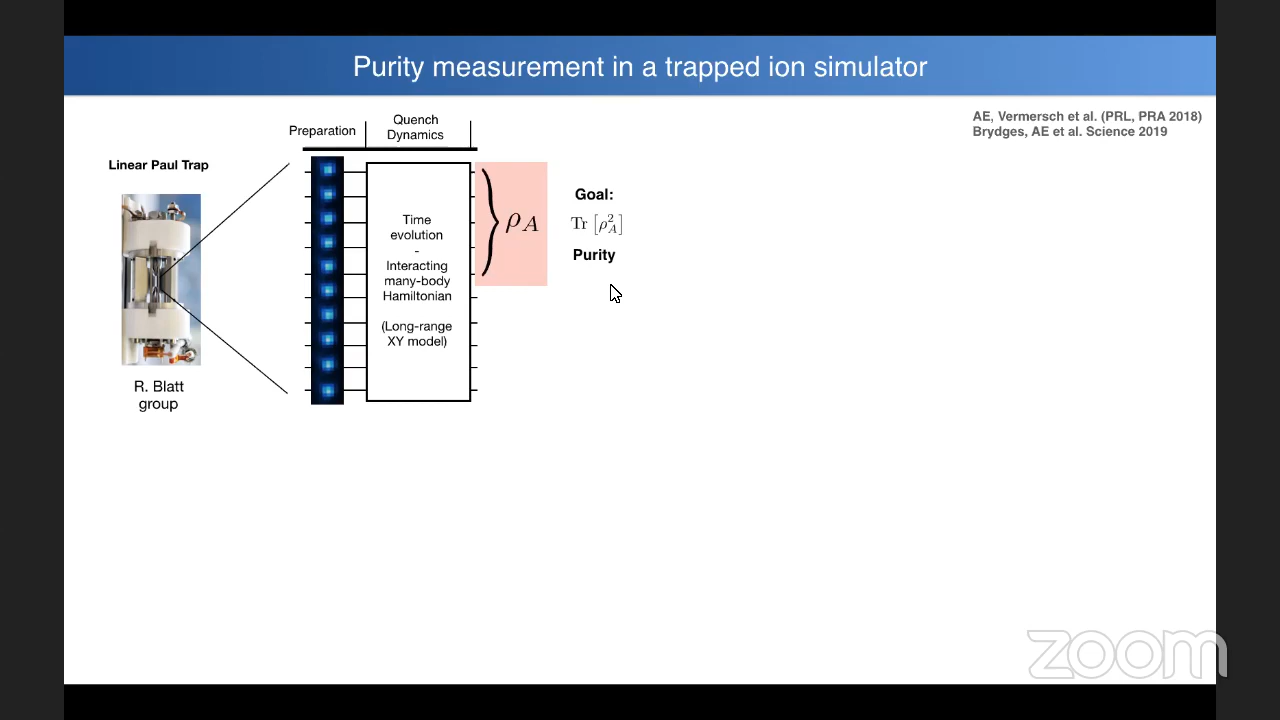 Purity measurement in a trapped ion simulator
AE, Vermersch et al. (PRL, PRA 2018)
Brydges, AE et al. Science 2019
Preparation
Quench
Dynamics
Linear Paul Trap
R. Blatt
group
Time
evolution
-
Interacting
many-body
Hamiltonian
(Long-range
XY model)
ρ_A
Goal:
Tr [ρ_A^2]
Purity
zoom